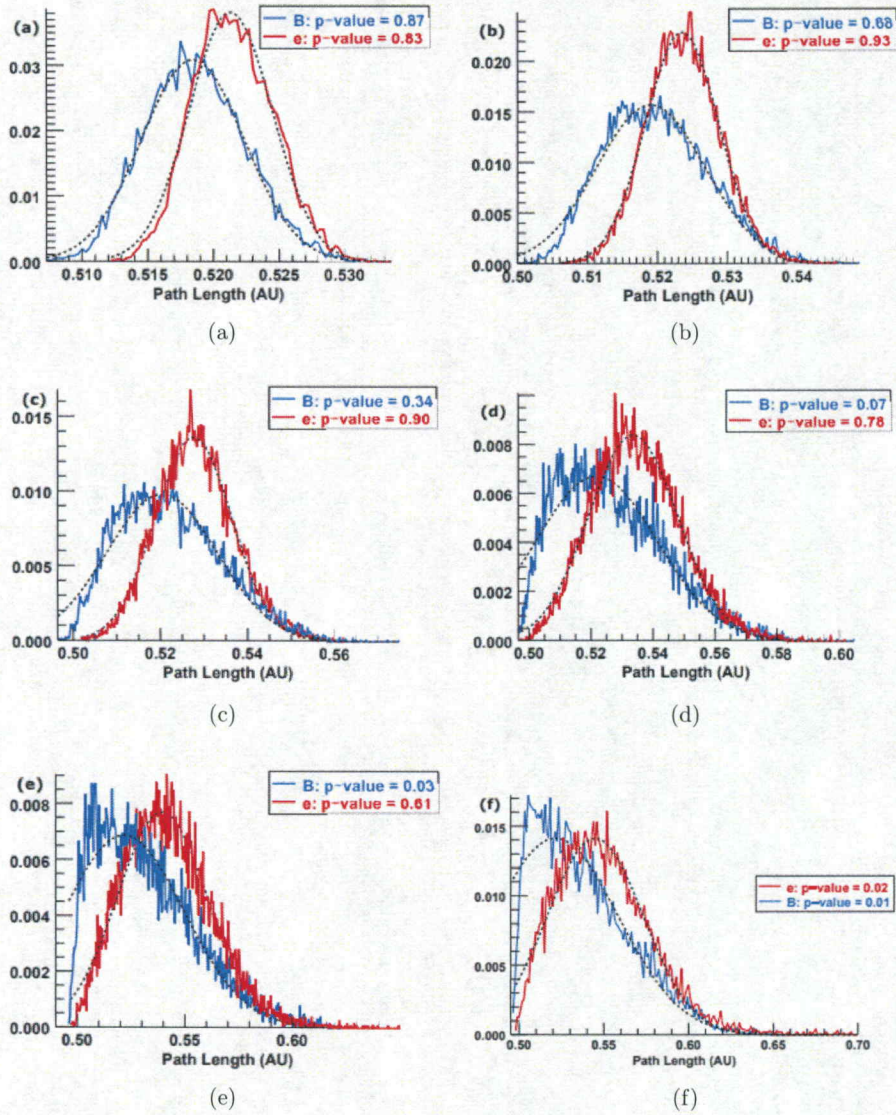 (a)
B: p-value = 0.87
e: p-value = 0.83
0.03
0.02
0.01
0.00
0.510 0.515 0.520 0.525 0.530
Path Length (AU)
(a)
(b)
B: p-value = 0.68
e: p-value = 0.93
0.020
0.015
0.010
0.005
0.000
0.50 0.51 0.52 0.53 0.54
Path Length (AU)
(b)
(c)
B: p-value = 0.34
e: p-value = 0.90
0.015
0.010
0.005
0.000
0.50 0.52 0.54 0.56
Path Length (AU)
(c)
(d)
B: p-value = 0.07
e: p-value = 0.78
0.008
0.006
0.004
0.002
0.000
0.50 0.52 0.54 0.56 0.58 0.60
Path Length (AU)
(d)
(e)
B: p-value = 0.03
e: p-value = 0.61
0.008
0.006
0.004
0.002
0.000
0.50 0.55 0.60
Path Length (AU)
(e)
(f)
e: p-value = 0.02
B: p-value = 0.01
0.015
0.010
0.005
0.000
0.50 0.55 0.60 0.65 0.70
Path Length (AU)
(f)